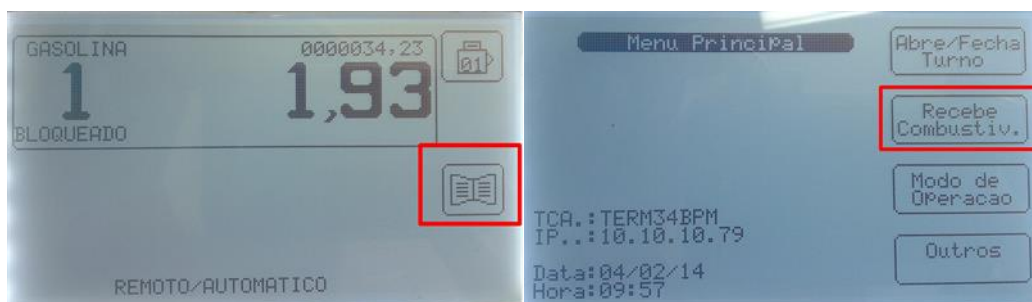 GASOLINA 0000034,23
01
1 1,93
BLOQUEADO
REMOTO/AUTOMATICO
Menu Principal
Abre/Fecha
Turno
Recebe
Combustiv.
Modo de
Operacao
TCA.:TERM34BPM
IP..:10.10.10.79
Outros
Data:04/02/14
Hora:09:57